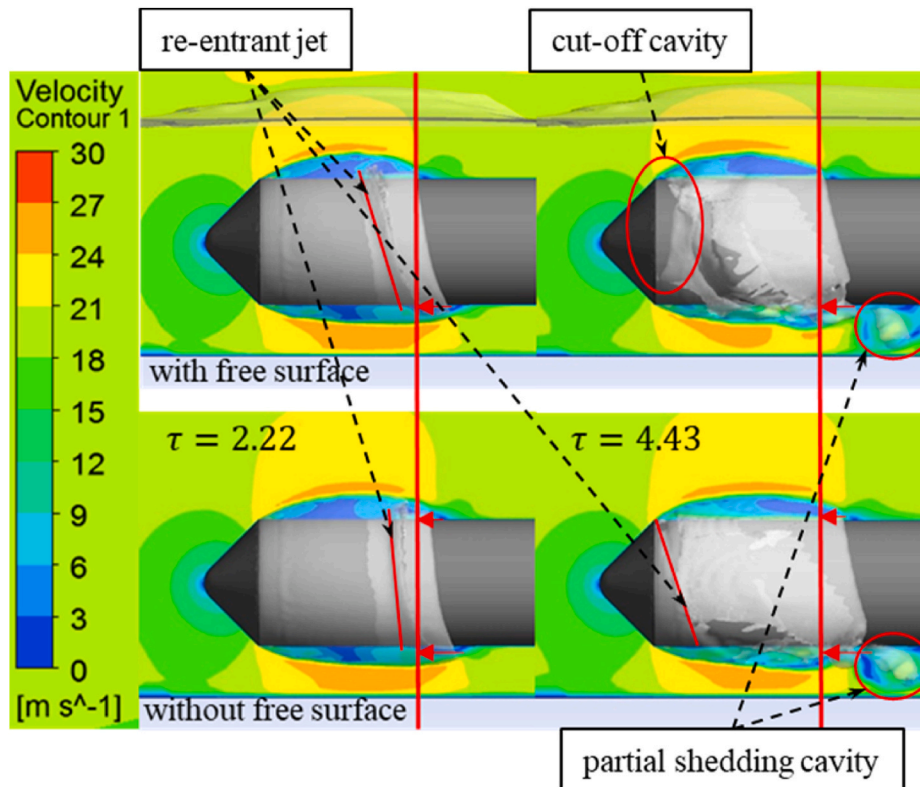 re-entrant jet
cut-off cavity
Velocity
Contour 1
30
27
24
21
18
15
12
9
6
3
0
[m s^-1]
with free surface
τ = 2.22
τ = 4.43
without free surface
partial shedding cavity